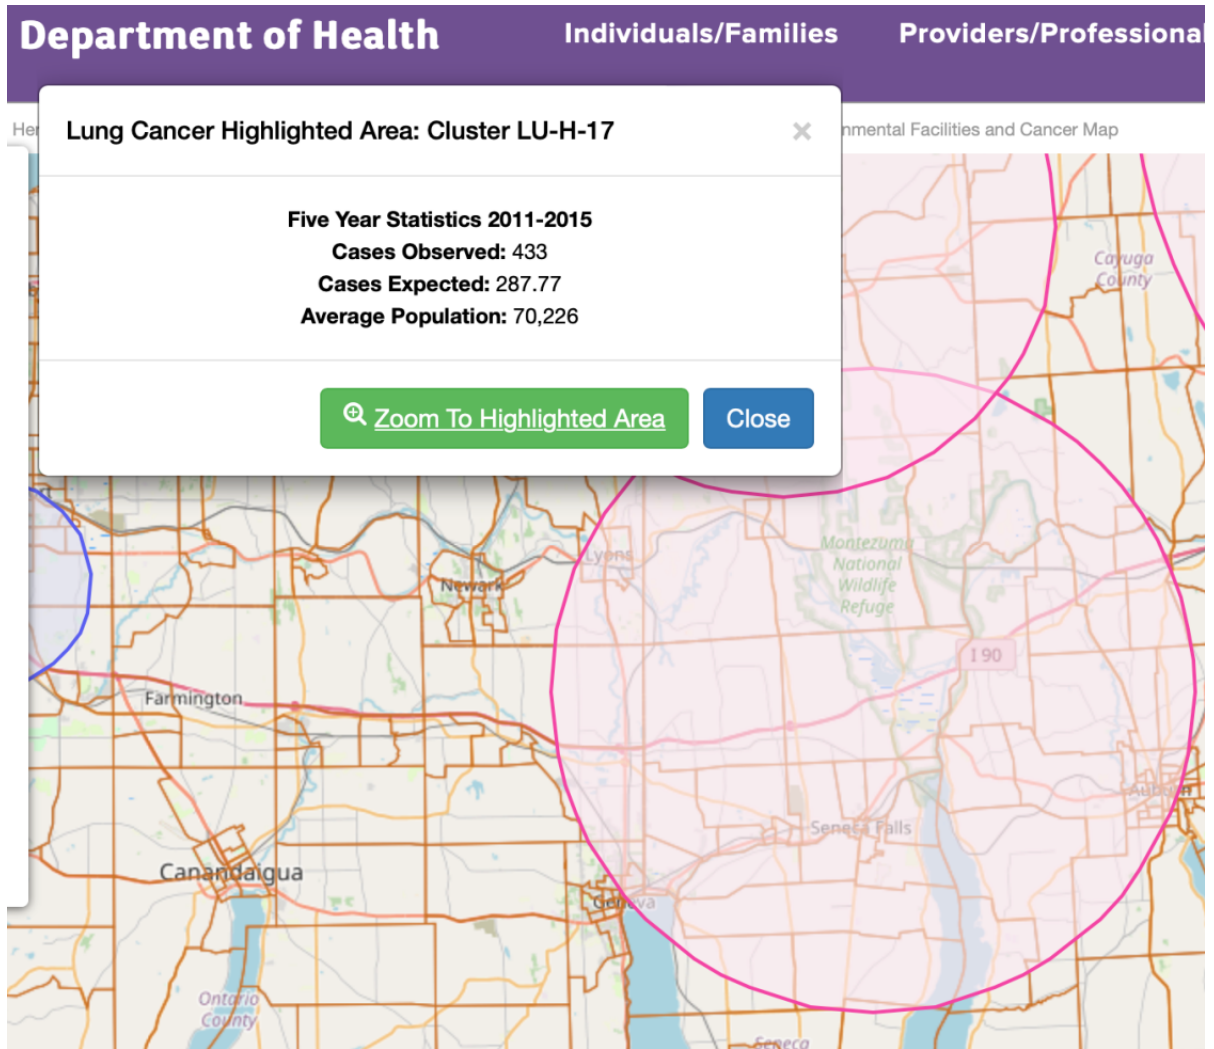 Department of Health
Individuals/Families
Providers/Professional
Her
nmental Facilities and Cancer Map
Lung Cancer Highlighted Area: Cluster LU-H-17
×
Five Year Statistics 2011-2015
Cases Observed: 433
Cases Expected: 287.77
Average Population: 70,226
Zoom To Highlighted Area
Close
Cayuga
County
Lyons
Montezuma
National
Wildlife
Refuge
Newark
I 90
Farmington
Auburn
Seneca Falls
Canandaigua
Geneva
Ontario
County
Seneca